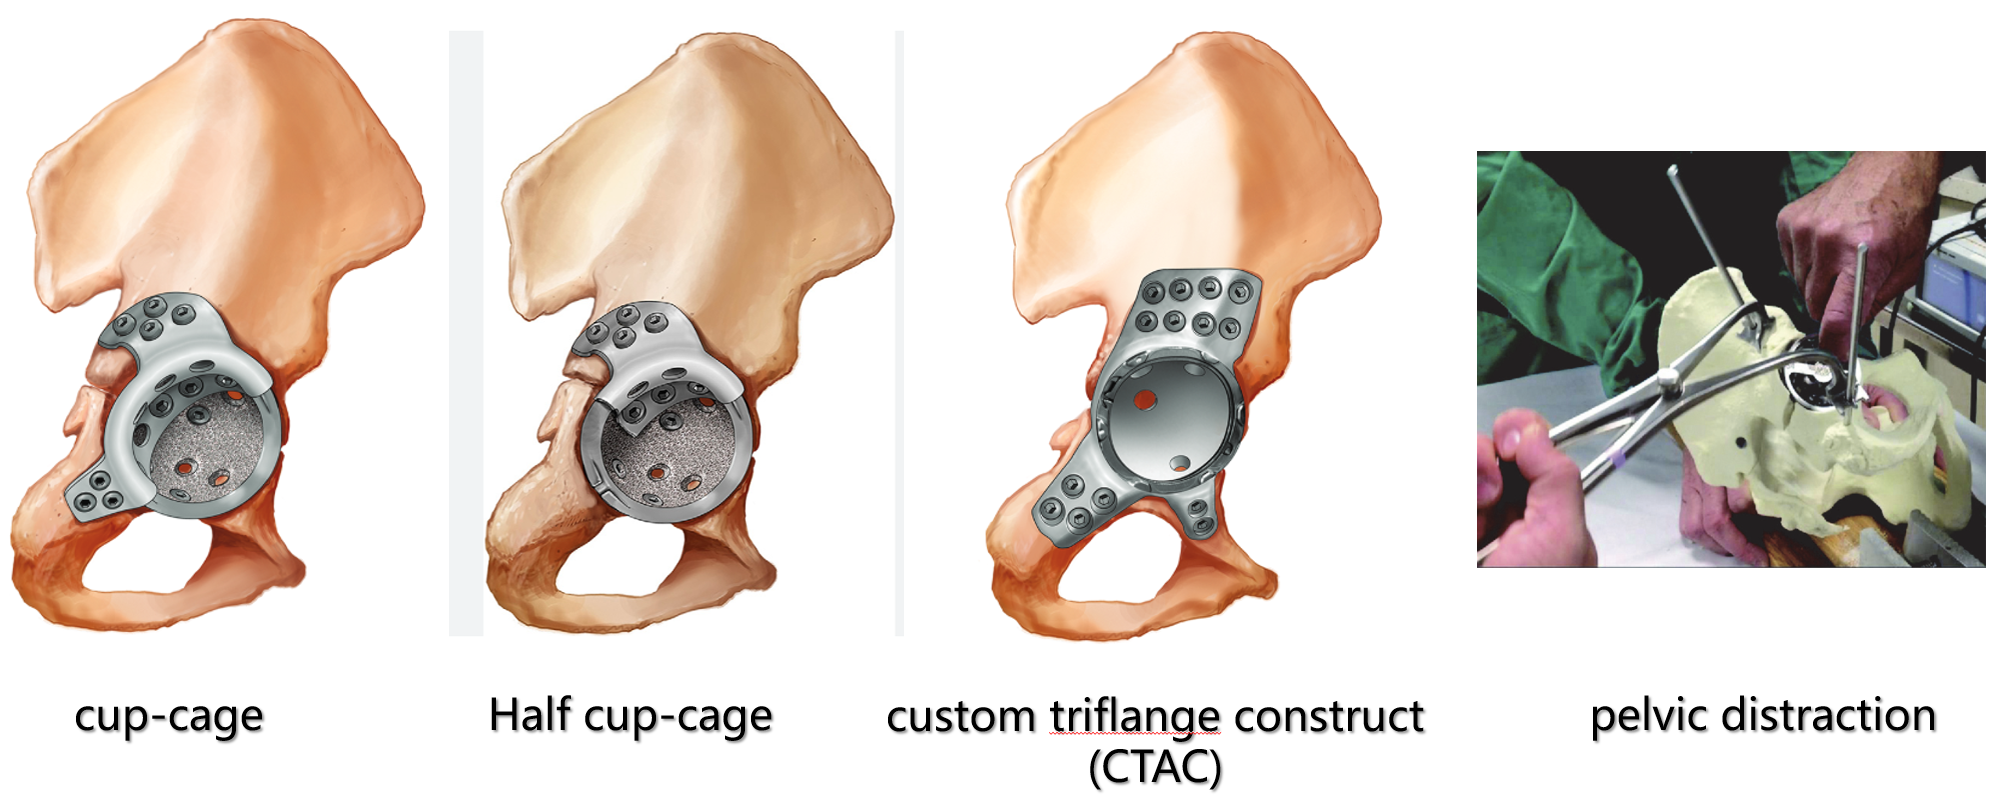 cup-cage
Half cup-cage
custom triflange construct
(CTAC)
pelvic distraction